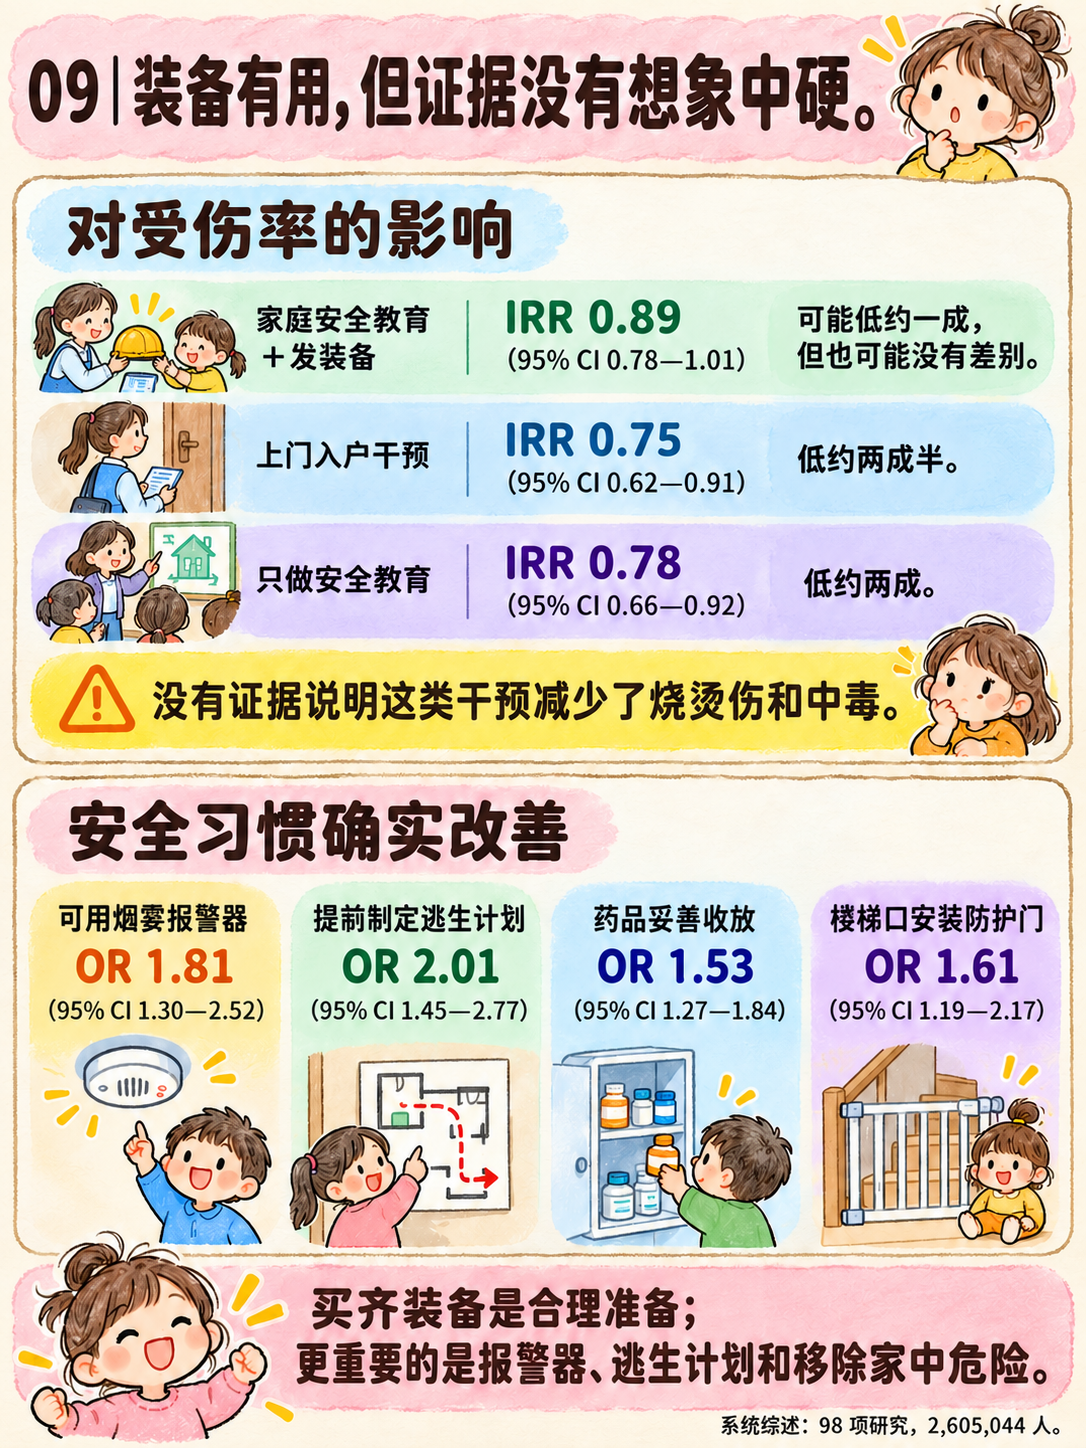 09|装备有用,但证据没有想象中硬。
对受伤率的影响
家庭安全教育
＋发装备
IRR 0.89
(95% CI 0.78—1.01)
可能低约一成，
但也可能没有差别。
上门入户干预
IRR 0.75
(95% CI 0.62—0.91)
低约两成半。
只做安全教育
IRR 0.78
(95% CI 0.66—0.92)
低约两成。
没有证据说明这类干预减少了烧烫伤和中毒。
安全习惯确实改善
可用烟雾报警器
OR 1.81
(95% CI 1.30—2.52)
提前制定逃生计划
OR 2.01
(95% CI 1.45—2.77)
药品妥善收放
OR 1.53
(95% CI 1.27—1.84)
楼梯口安装防护门
OR 1.61
(95% CI 1.19—2.17)
买齐装备是合理准备；
更重要的是报警器、逃生计划和移除家中危险。
系统综述：98 项研究，2,605,044 人。